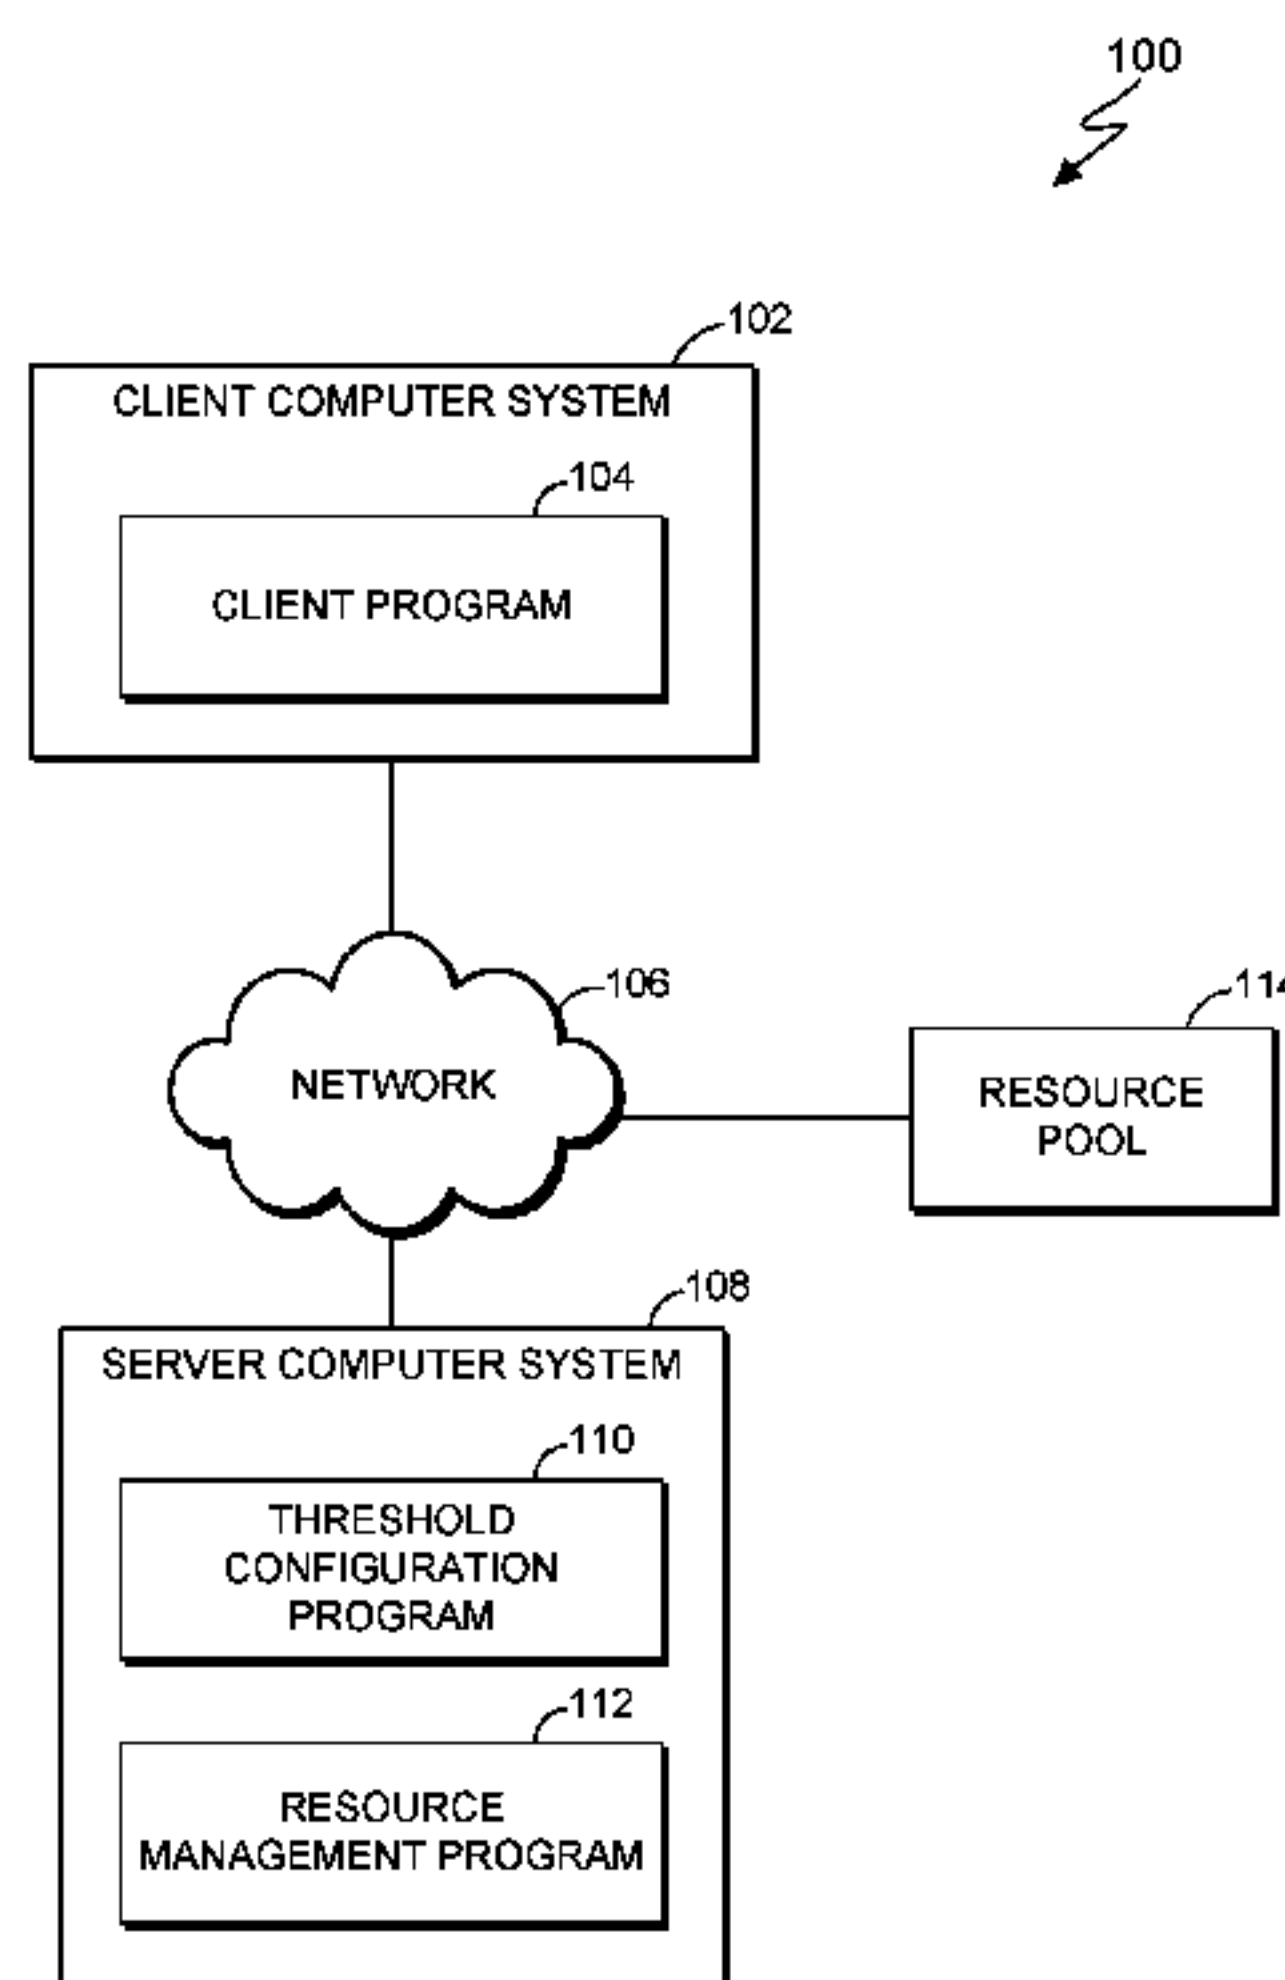 100
102
CLIENT COMPUTER SYSTEM
104
CLIENT PROGRAM
106
NETWORK
114
RESOURCE
POOL
108
SERVER COMPUTER SYSTEM
110
THRESHOLD
CONFIGURATION
PROGRAM
112
RESOURCE
MANAGEMENT PROGRAM